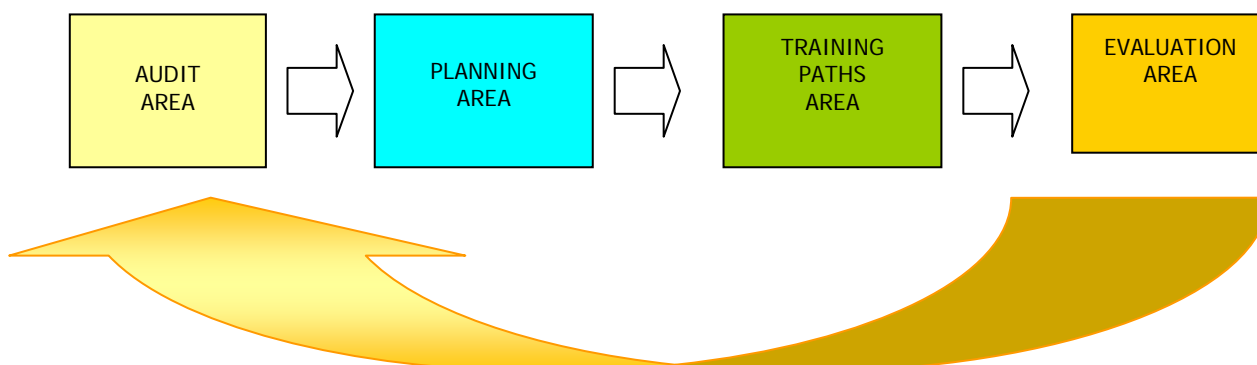 AUDIT
AREA
PLANNING
AREA
TRAINING
PATHS
AREA
EVALUATION
AREA